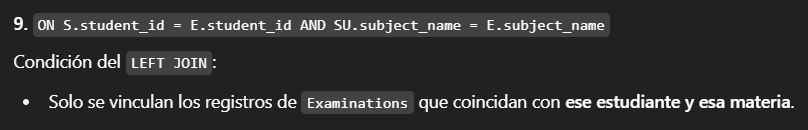 9. ON S.student_id = E.student_id AND SU.subject_name = E.subject_name
Condición del LEFT JOIN:
• Solo se vinculan los registros de Examinations que coincidan con ese estudiante y esa materia.